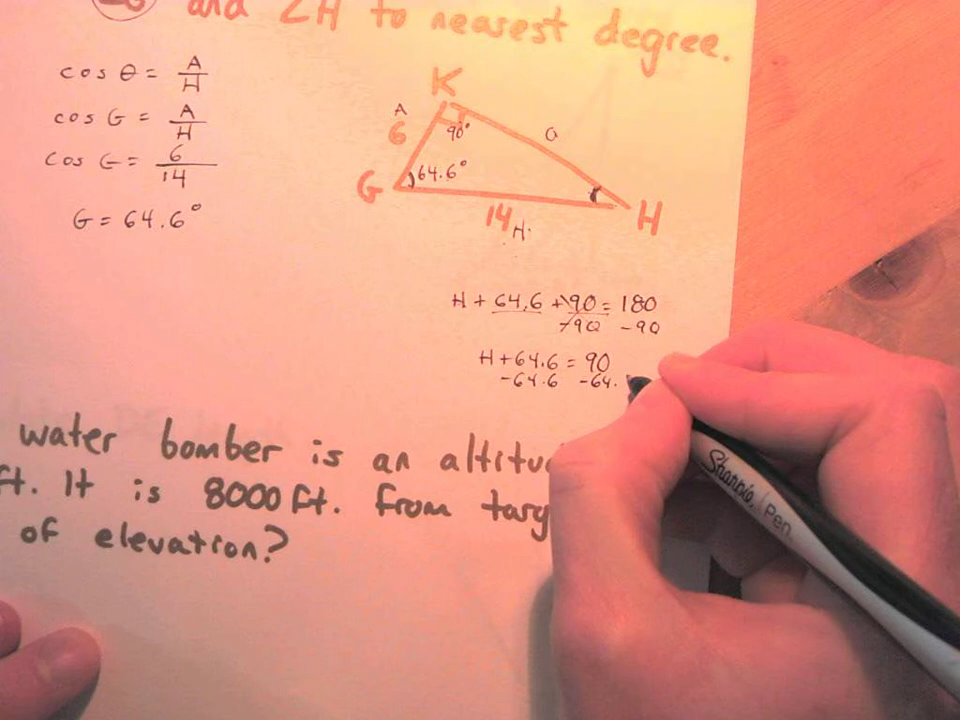 and ∠H to nearest degree.
cos θ = A/H
cos G = A/H
cos G = 6/14
G = 64.6°
K
A
6
90°
O
64.6°
G
14
H
H
H + 64.6 + 90 = 180
-90 -90
H + 64.6 = 90
-64.6 -64.
water bomber is an
ft. It is 8000 ft. from
of elevation?
Sharpie Pen